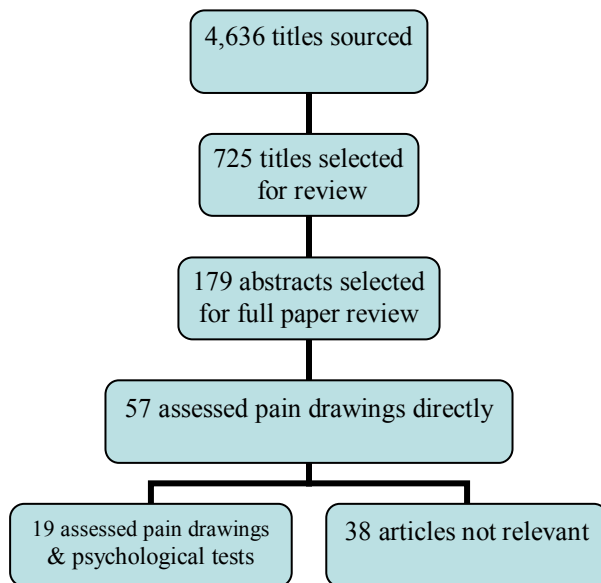 4,636 titles sourced
725 titles selected
for review
179 abstracts selected
for full paper review
57 assessed pain drawings directly
19 assessed pain drawings
& psychological tests
38 articles not relevant